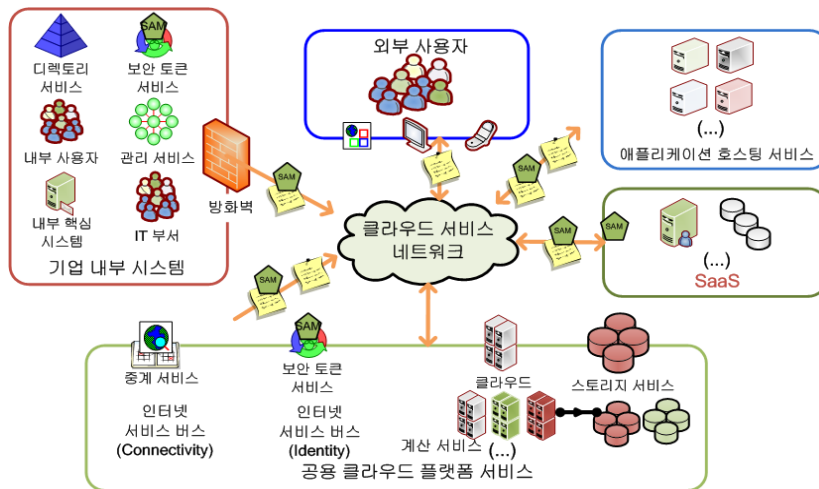 SAM
디렉토리
서비스
보안 토큰
서비스
내부 사용자
관리 서비스
내부 핵심
시스템
IT 부서
기업 내부 시스템
방화벽
SAM
외부 사용자
SAM
(...)
애플리케이션 호스팅 서비스
클라우드 서비스
네트워크
SAM
SAM
(...)
SaaS
SAM
SAM
중계 서비스
보안 토큰
서비스
클라우드
스토리지 서비스
인터넷
서비스 버스
(Connectivity)
인터넷
서비스 버스
(Identity)
계산 서비스
(...)
공용 클라우드 플랫폼 서비스